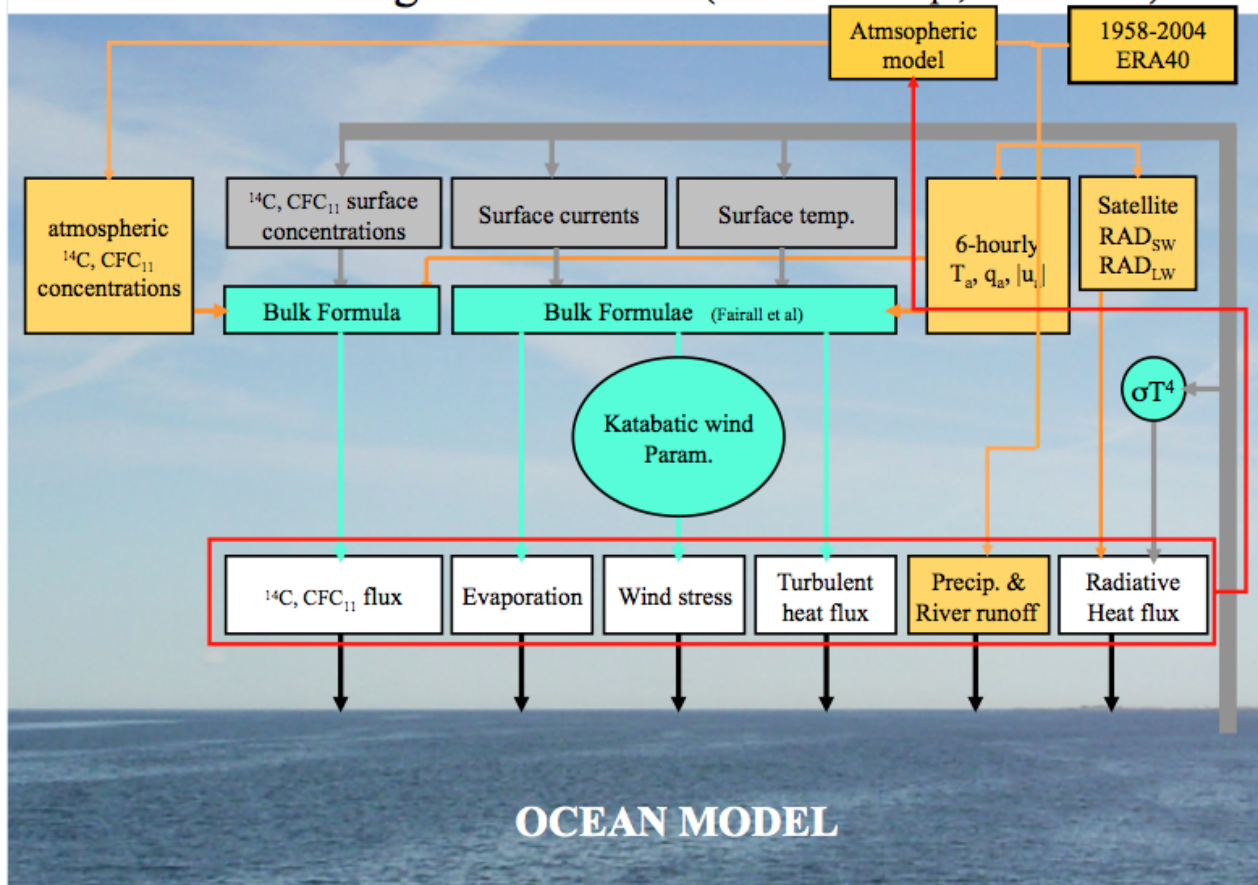 Atmsopheric
model
1958-2004
ERA40
atmospheric
¹⁴C, CFC₁₁
concentrations
¹⁴C, CFC₁₁ surface
concentrations
Surface currents
Surface temp.
6-hourly
Tₐ, qₐ, |uₐ|
Satellite
RAD_SW
RAD_LW
Bulk Formula
Bulk Formulae (Fairall et al)
σT⁴
Katabatic wind
Param.
¹⁴C, CFC₁₁ flux
Evaporation
Wind stress
Turbulent
heat flux
Precip. &
River runoff
Radiative
Heat flux
OCEAN MODEL